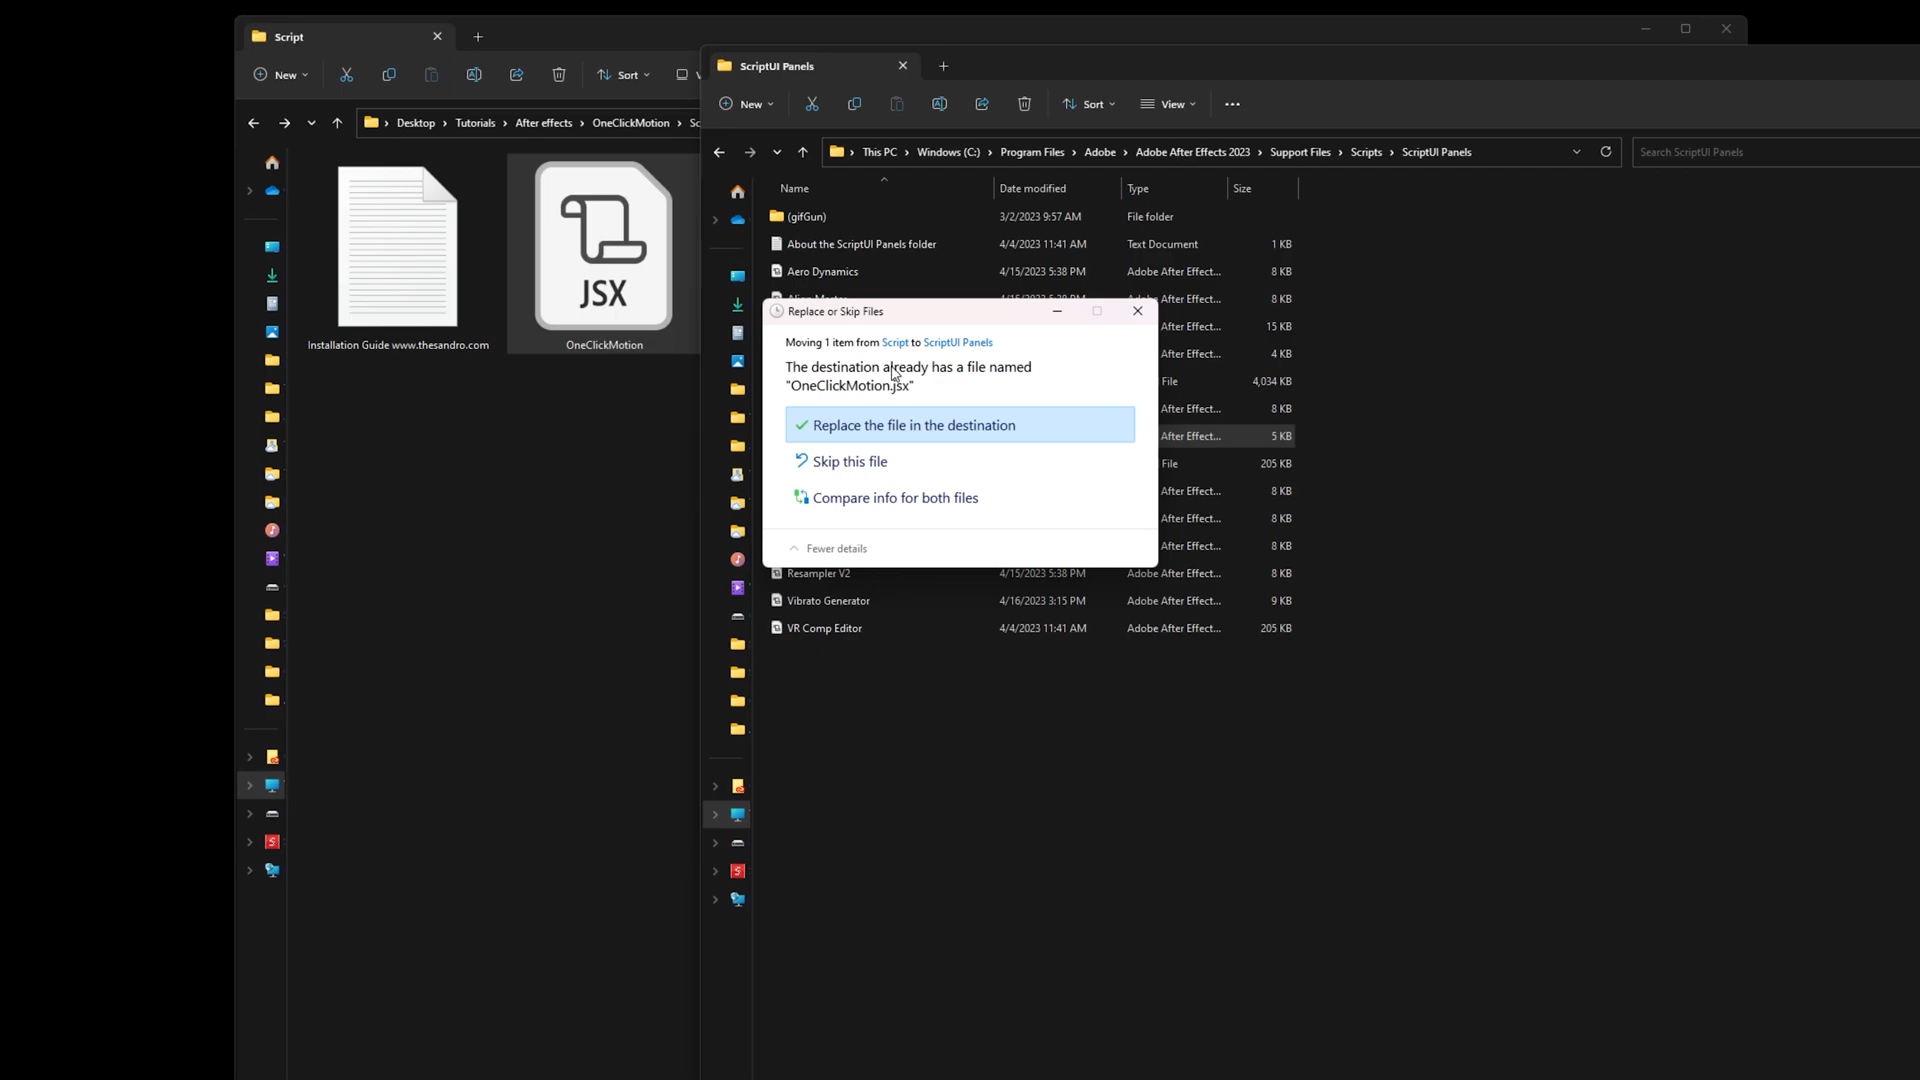 Script
New
Sort
Desktop > Tutorials > After effects > OneClickMotion > Sc
JSX
Installation Guide www.thesandro.com
OneClickMotion
ScriptUI Panels
New
Sort
View
This PC > Windows (C:) > Program Files > Adobe > Adobe After Effects 2023 > Support Files > Scripts > ScriptUI Panels
Search ScriptUI Panels
Name Date modified Type Size
(gifGun) 3/2/2023 9:57 AM File folder
About the ScriptUI Panels folder 4/4/2023 11:41 AM Text Document 1 KB
Aero Dynamics 4/15/2023 5:38 PM Adobe After Effect... 8 KB
After Effect... 8 KB
After Effect... 15 KB
After Effect... 4 KB
File 4,034 KB
After Effect... 8 KB
After Effect... 5 KB
File 205 KB
After Effect... 8 KB
After Effect... 8 KB
After Effect... 8 KB
Resampler V2 4/15/2023 5:38 PM Adobe After Effect... 8 KB
Vibrato Generator 4/16/2023 3:15 PM Adobe After Effect... 9 KB
VR Comp Editor 4/4/2023 11:41 AM Adobe After Effect... 205 KB
Replace or Skip Files
Moving 1 item from Script to ScriptUI Panels
The destination already has a file named
"OneClickMotion.jsx"
Replace the file in the destination
Skip this file
Compare info for both files
Fewer details